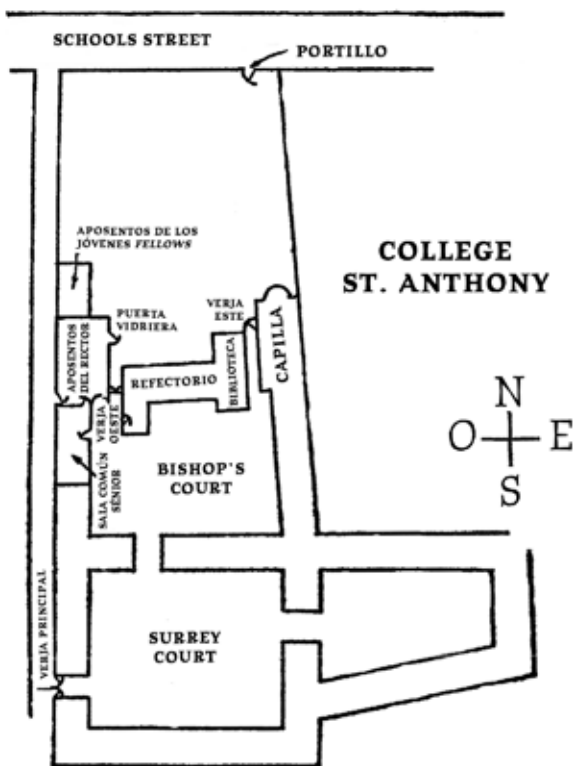 SCHOOLS STREET
PORTILLO
APOSENTOS DE LOS
JÓVENES FELLOWS
PUERTA
VIDRIERA
VERJA
ESTE
COLLEGE
ST. ANTHONY
APOSENTOS
DEL RECTOR
REFECTORIO
BIBLIOTECA
CAPILLA
VERJA
OESTE
N
O
E
S
SALA COMÚN
SÉNIOR
BISHOP'S
COURT
VERJA PRINCIPAL
SURREY
COURT